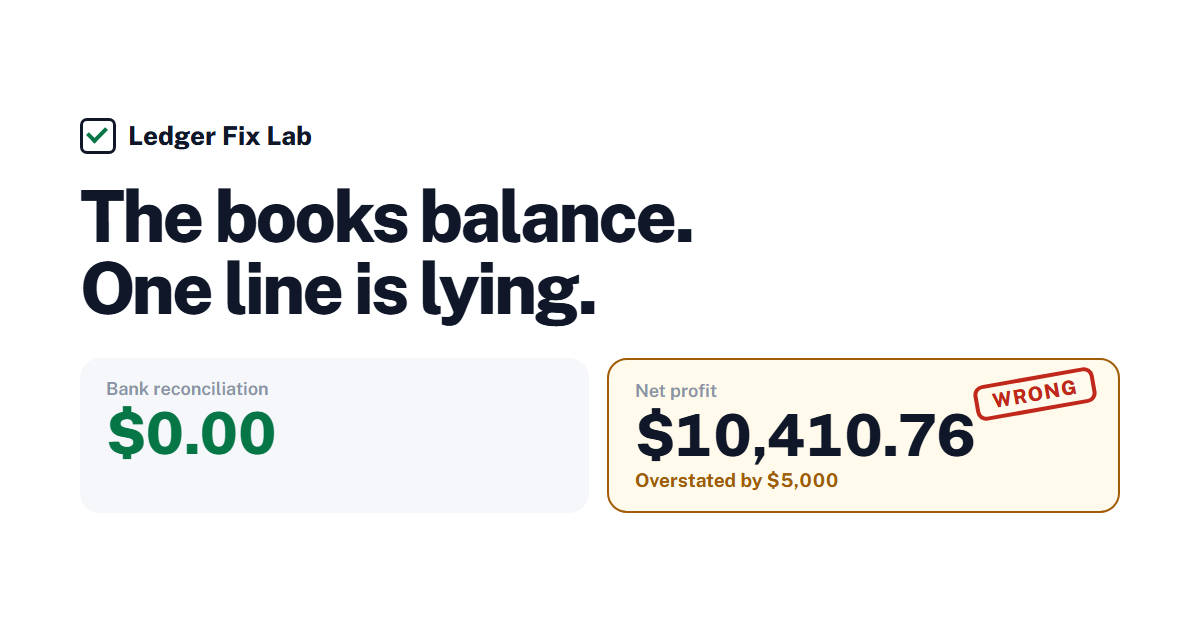 Ledger Fix Lab
The books balance.
One line is lying.
Bank reconciliation
$0.00
Net profit
WRONG
$10,410.76
Overstated by $5,000